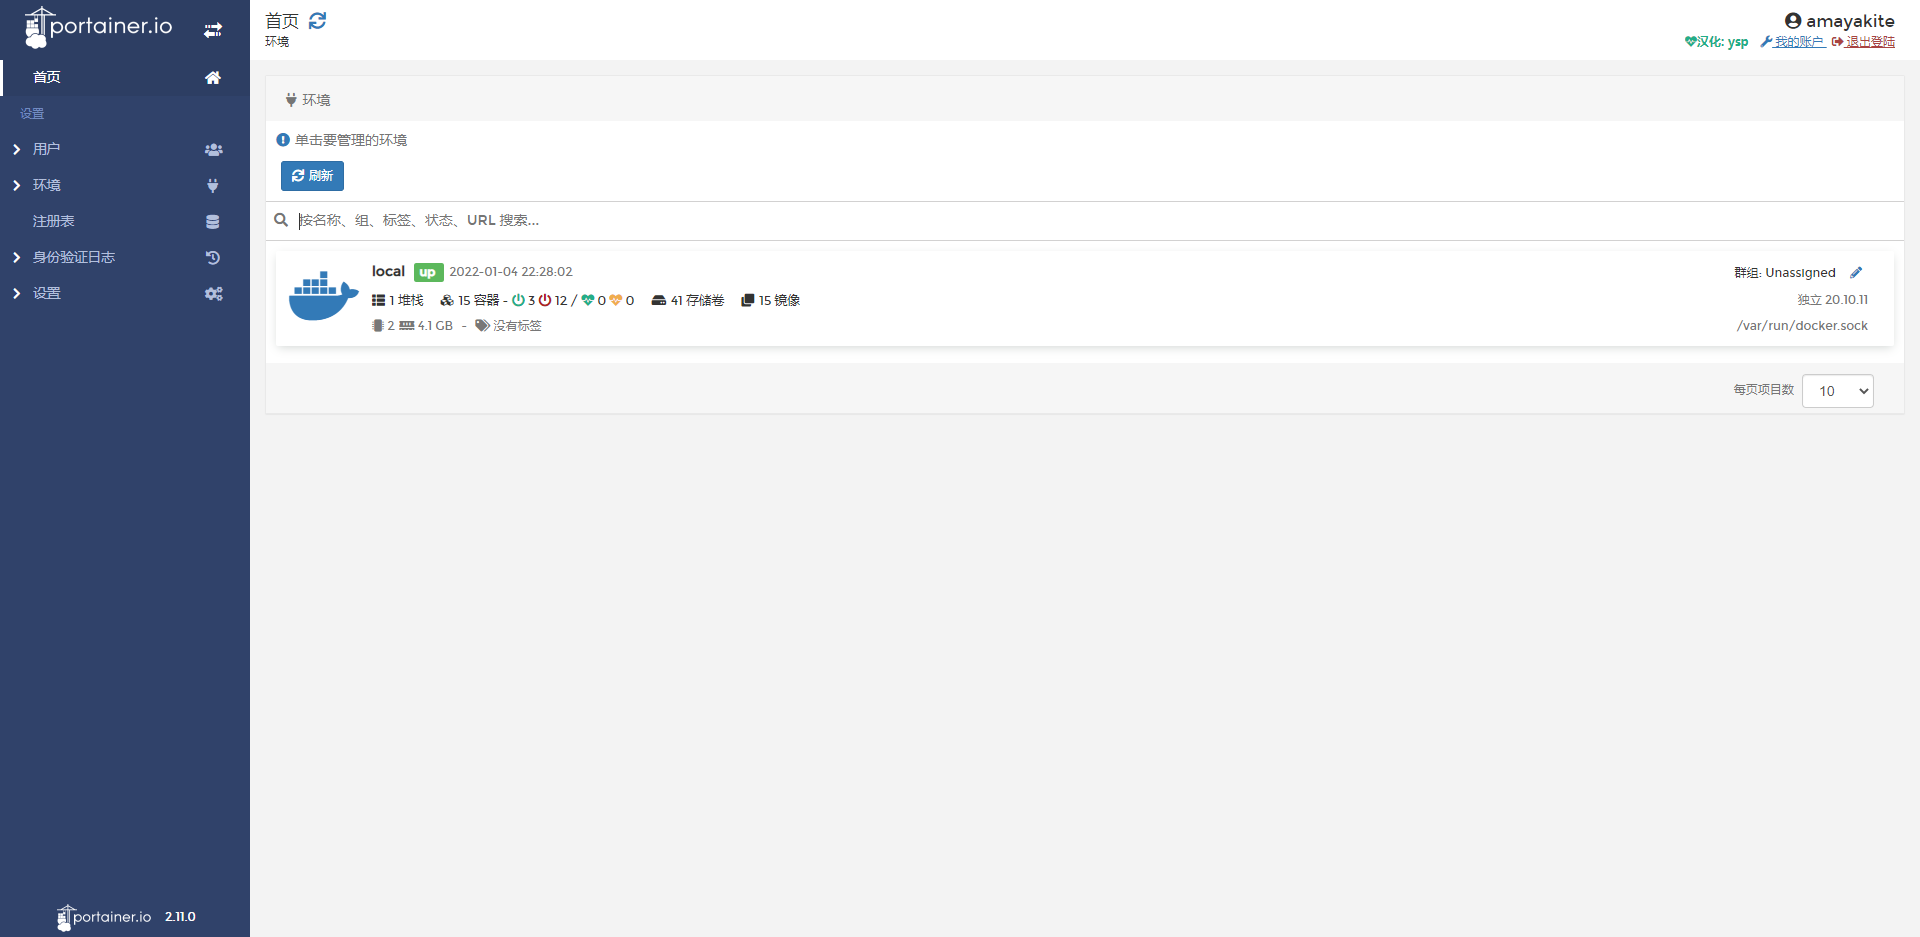 portainer.io
首页
设置
用户
环境
注册表
身份验证日志
设置
portainer.io 2.11.0
首页
环境
amayakite
汉化: ysp 我的账户 退出登陆
环境
单击要管理的环境
刷新
按名称、组、标签、状态、URL 搜索...
local up 2022-01-04 22:28:02
1 堆栈 15 容器 - 3 12 / 0 0 41 存储卷 15 镜像
2 4.1 GB - 没有标签
群组: Unassigned
独立 20.10.11
/var/run/docker.sock
每页项目数 10